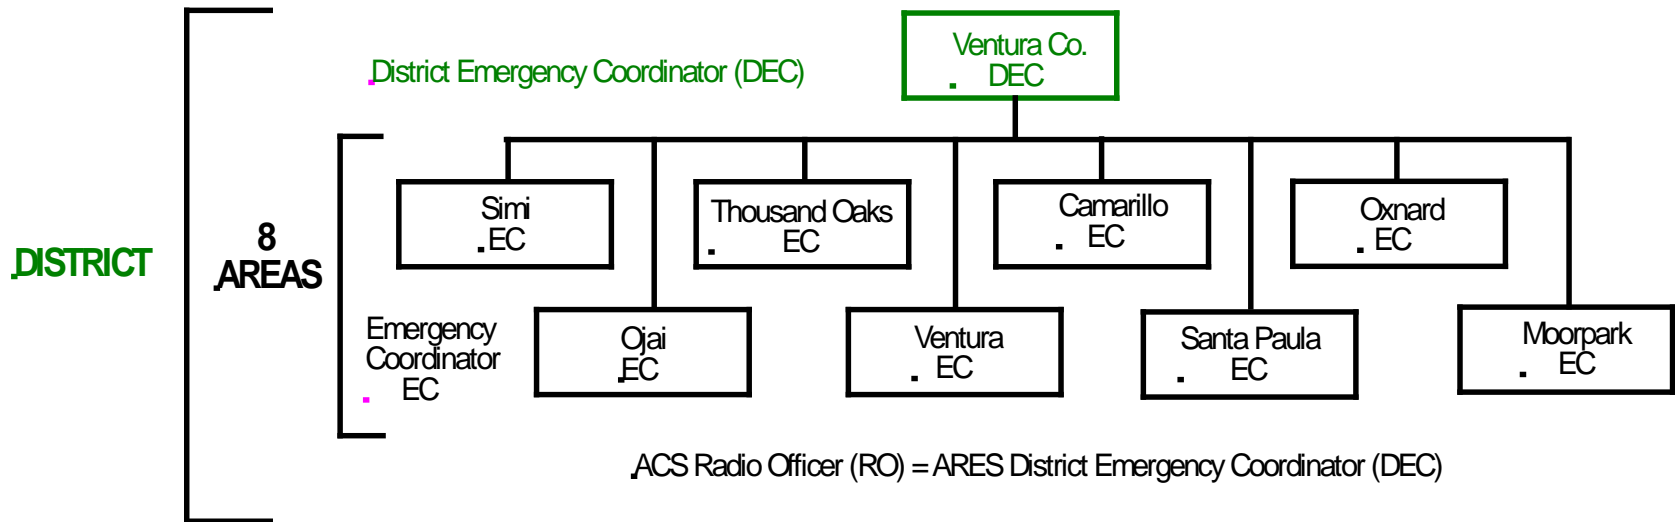 District Emergency Coordinator (DEC)
Ventura Co.
DEC
DISTRICT
8
AREAS
Simi
EC
Thousand Oaks
EC
Camarillo
EC
Oxnard
EC
Emergency
Coordinator
EC
Ojai
EC
Ventura
EC
Santa Paula
EC
Moorpark
EC
ACS Radio Officer (RO) = ARES District Emergency Coordinator (DEC)